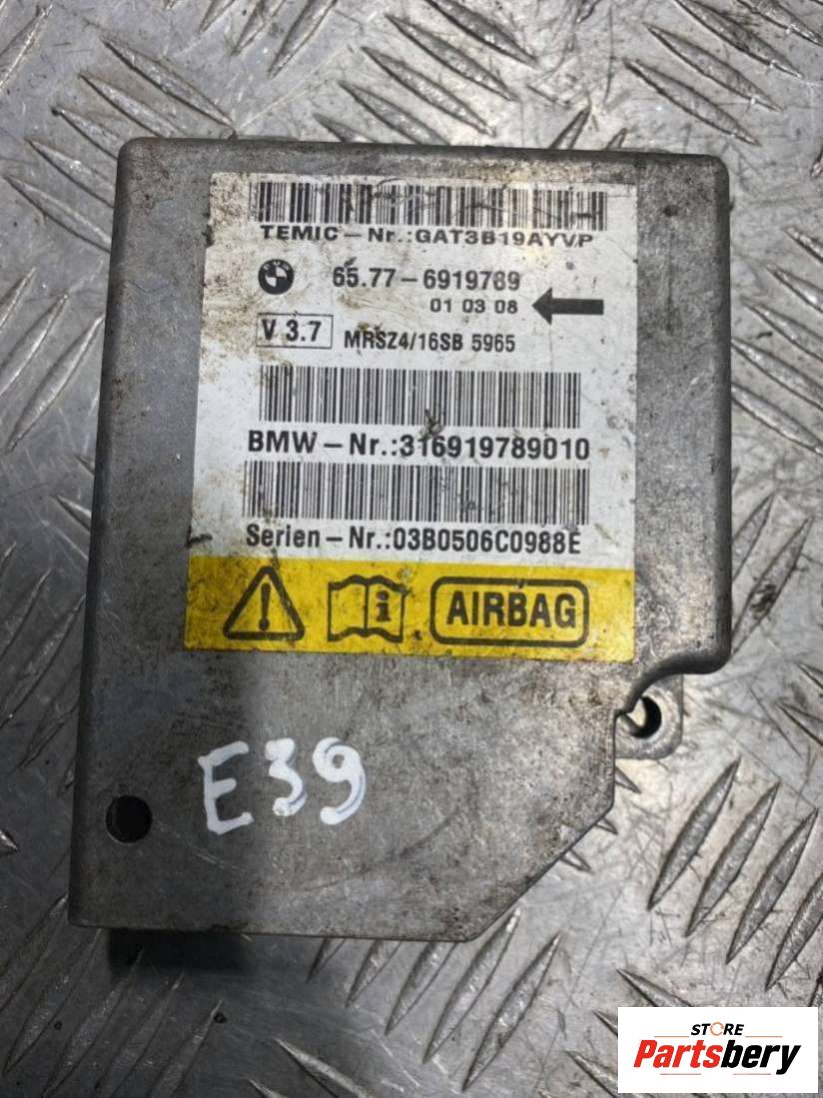 TEMIC-Nr.:GAT3B19AYVP
65.77-6919789
01 03 08
V 3.7
MRSZ4/16SB 5965
BMW-Nr.:316919789010
Serien-Nr.:03B0506C0988E
AIRBAG
E39
STORE
Partsbery